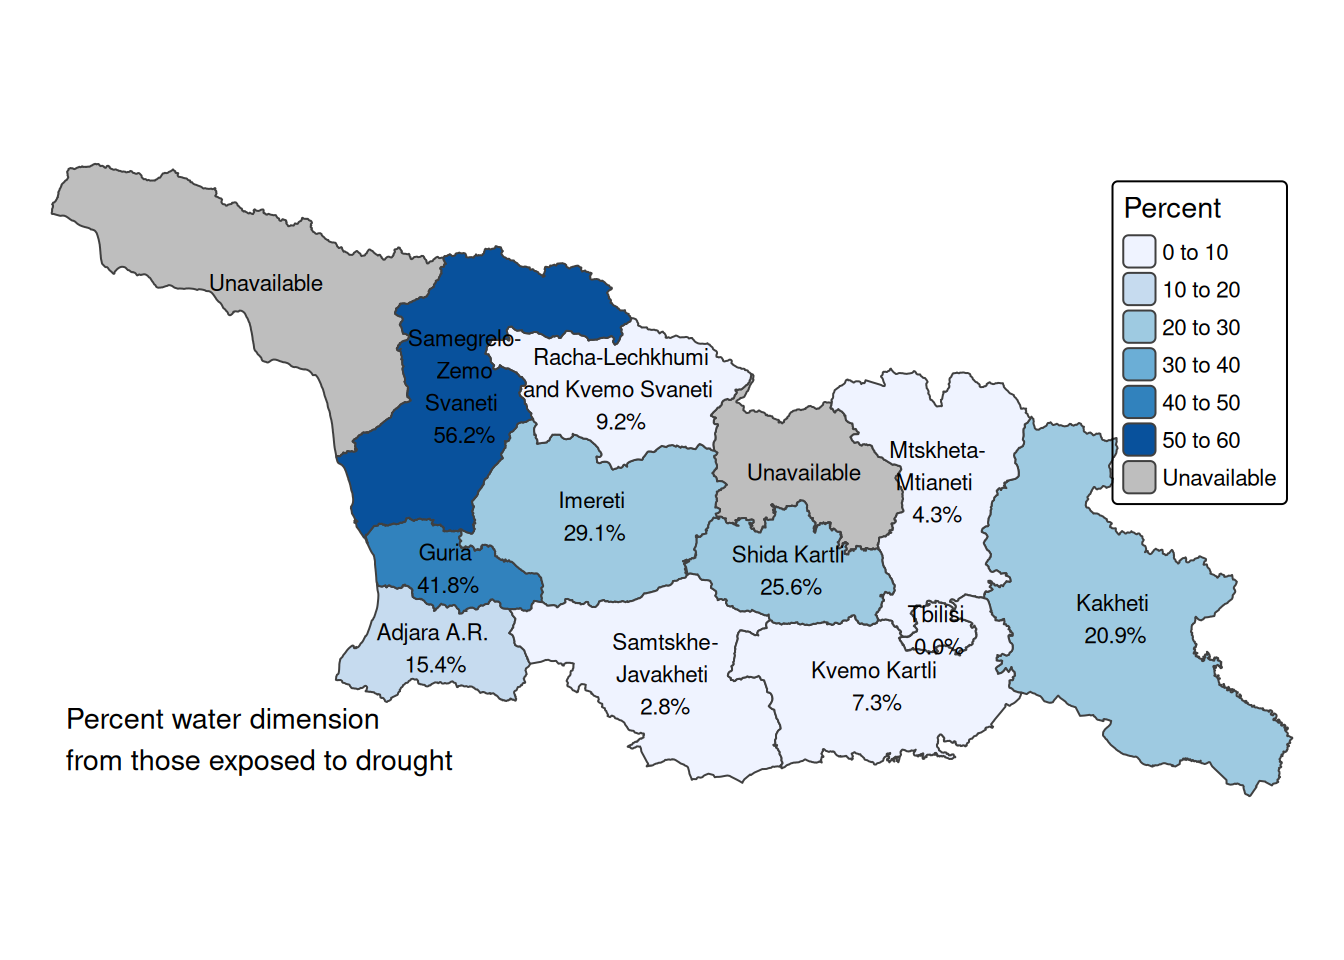 Unavailable
Samegrelo-
Zemo
Svaneti
56.2%
Racha-Lechkhumi
and Kvemo Svaneti
9.2%
Imereti
29.1%
Guria
41.8%
Adjara A.R.
15.4%
Unavailable
Shida Kartli
25.6%
Mtskheta-
Mtianeti
4.3%
Tbilisi
0.0%
Samtskhe-
Javakheti
2.8%
Kvemo Kartli
7.3%
Kakheti
20.9%
Percent
0 to 10
10 to 20
20 to 30
30 to 40
40 to 50
50 to 60
Unavailable
Percent water dimension
from those exposed to drought